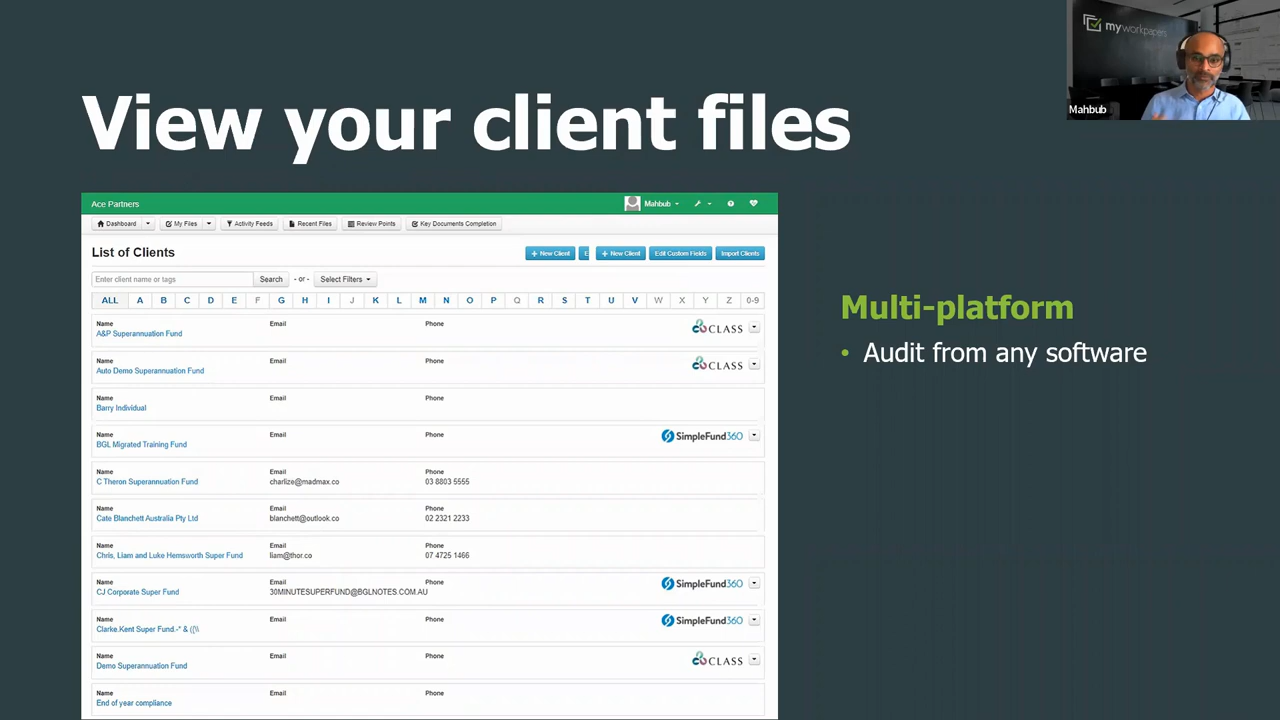 myworkpapers
Mahbub
View your client files
Ace Partners
Mahbub
Dashboard
My Files
Activity Feeds
Recent Files
Review Points
Key Documents Completion
List of Clients
+ New Client
E
+ New Client
Edit Custom Fields
Import Clients
Enter client name or tags
Search
- or -
Select Filters
ALL A B C D E F G H I J K L M N O P Q R S T U V W X Y Z 0-9
Name Email Phone
A&P Superannuation Fund
CLASS
Name Email Phone
Auto Demo Superannuation Fund
CLASS
Name Email Phone
Barry Individual
Name Email Phone
BGL Migrated Training Fund
SimpleFund360
Name Email Phone
C Theron Superannuation Fund charlize@madmax.co 03 8803 5555
Name Email Phone
Cate Blanchett Australia Pty Ltd blanchett@outlook.co 02 2321 2233
Name Email Phone
Chris, Liam and Luke Hemsworth Super Fund liam@thor.co 07 4725 1466
Name Email Phone
CJ Corporate Super Fund 30MINUTESUPERFUND@BGLNOTES.COM.AU
SimpleFund360
Name Email Phone
Clarke.Kent Super Fund.-* & ([\\
SimpleFund360
Name Email Phone
Demo Superannuation Fund
CLASS
Name Email Phone
End of year compliance
Multi-platform
• Audit from any software